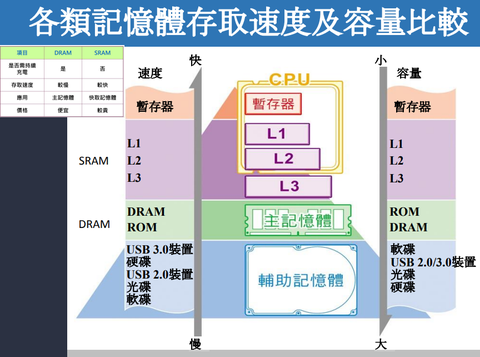 各類記憶體存取速度及容量比較
項目 DRAM SRAM
是否需持續充電 是 否
存取速度 較慢 較快
應用 主記憶體 快取記憶體
價格 便宜 較貴
快
小
速度
CPU
容量
暫存器
暫存器
暫存器
SRAM
L1
L2
L3
L1
L2
L3
L1
L2
L3
DRAM
DRAM
ROM
主記憶體
ROM
DRAM
USB 3.0裝置
硬碟
USB 2.0裝置
光碟
軟碟
輔助記憶體
軟碟
USB 2.0/3.0裝置
光碟
硬碟
慢
大